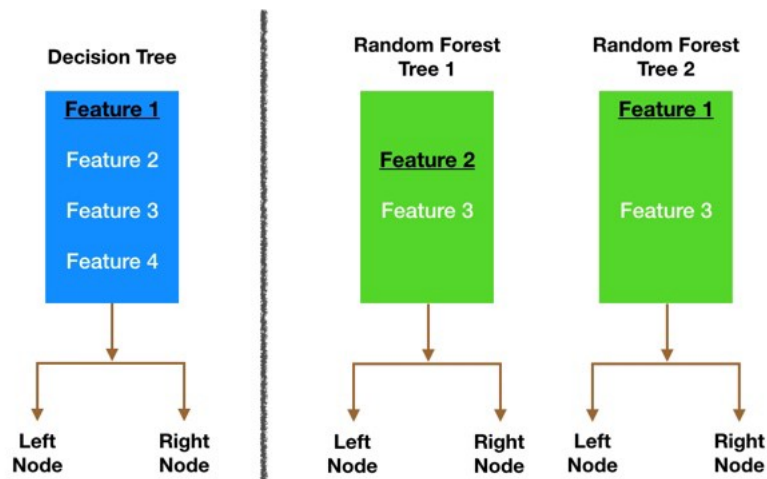 Decision Tree
Feature 1
Feature 2
Feature 3
Feature 4
Left
Node
Right
Node
Random Forest
Tree 1
Feature 2
Feature 3
Left
Node
Right
Node
Random Forest
Tree 2
Feature 1
Feature 3
Left
Node
Right
Node